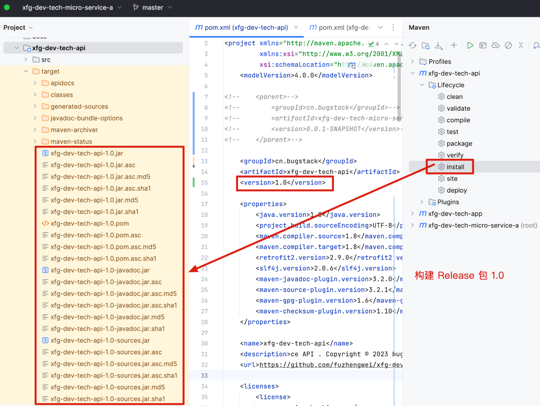 xfg-dev-tech-micro-service-a
master
Project
xfg-dev-tech-api
src
target
apidocs
classes
generated-sources
javadoc-bundle-options
maven-archiver
maven-status
xfg-dev-tech-api-1.0.jar
xfg-dev-tech-api-1.0.jar.asc
xfg-dev-tech-api-1.0.jar.asc.md5
xfg-dev-tech-api-1.0.jar.asc.sha1
xfg-dev-tech-api-1.0.jar.md5
xfg-dev-tech-api-1.0.jar.sha1
xfg-dev-tech-api-1.0.pom
xfg-dev-tech-api-1.0.pom.asc
xfg-dev-tech-api-1.0.pom.asc.md5
xfg-dev-tech-api-1.0.pom.asc.sha1
xfg-dev-tech-api-1.0-javadoc.jar
xfg-dev-tech-api-1.0-javadoc.jar.asc
xfg-dev-tech-api-1.0-javadoc.jar.asc.md5
xfg-dev-tech-api-1.0-javadoc.jar.asc.sha1
xfg-dev-tech-api-1.0-javadoc.jar.md5
xfg-dev-tech-api-1.0-javadoc.jar.sha1
xfg-dev-tech-api-1.0-sources.jar
xfg-dev-tech-api-1.0-sources.jar.asc
xfg-dev-tech-api-1.0-sources.jar.asc.md5
xfg-dev-tech-api-1.0-sources.jar.asc.sha1
xfg-dev-tech-api-1.0-sources.jar.md5
xfg-dev-tech-api-1.0-sources.jar.sha1
pom.xml (xfg-dev-tech-api)
pom.xml (xfg-de
2 <project xmlns="http://maven.apache. 4
3 xmlns:xsi="http://www.w3.org/2001/XM
4 xsi:schemaLocation="http://maven.apac
5 <modelVersion>4.0.0</modelVersion>
6
7 <!-- <parent>-->
8 <!-- <groupId>cn.bugstack</groupId>-->
9 <!-- <artifactId>xfg-dev-tech-micro-se
10 <!-- <version>0.0.1-SNAPSHOT</version>
11 <!-- </parent>-->
12
13 <groupId>cn.bugstack</groupId>
14 <artifactId>xfg-dev-tech-api</artifactId>
15 <version>1.0</version>
16
17 <properties>
18 <java.version>1.8</java.version>
19 <project.build.sourceEncoding>UTF-8</p
20 <maven.compiler.source>1.8</maven.comp
21 <maven.compiler.target>1.8</maven.comp
22 <retrofit2.version>2.9.0</retrofit2
23 <slf4j.version>2.0.6</slf4j.version>
24 <maven-javadoc-plugin.version>3.2.0</m
25 <maven-source-plugin.version>3.2.1</ma
26 <maven-gpg-plugin.version>1.6</maven-g
27 <maven-checksum-plugin.version>1.10</m
28 </properties>
29
30 <name>xfg-dev-tech-api</name>
31 <description>ce API . Copyright © 2023 bug
32 <url>https://github.com/fuzhengwei/xfg-dev
33
34 <licenses>
35 <license>
Maven
Profiles
xfg-dev-tech-api
Lifecycle
clean
validate
compile
test
package
verify
install
site
deploy
Plugins
xfg-dev-tech-app
xfg-dev-tech-micro-service-a (root)
构建 Release 包 1.0